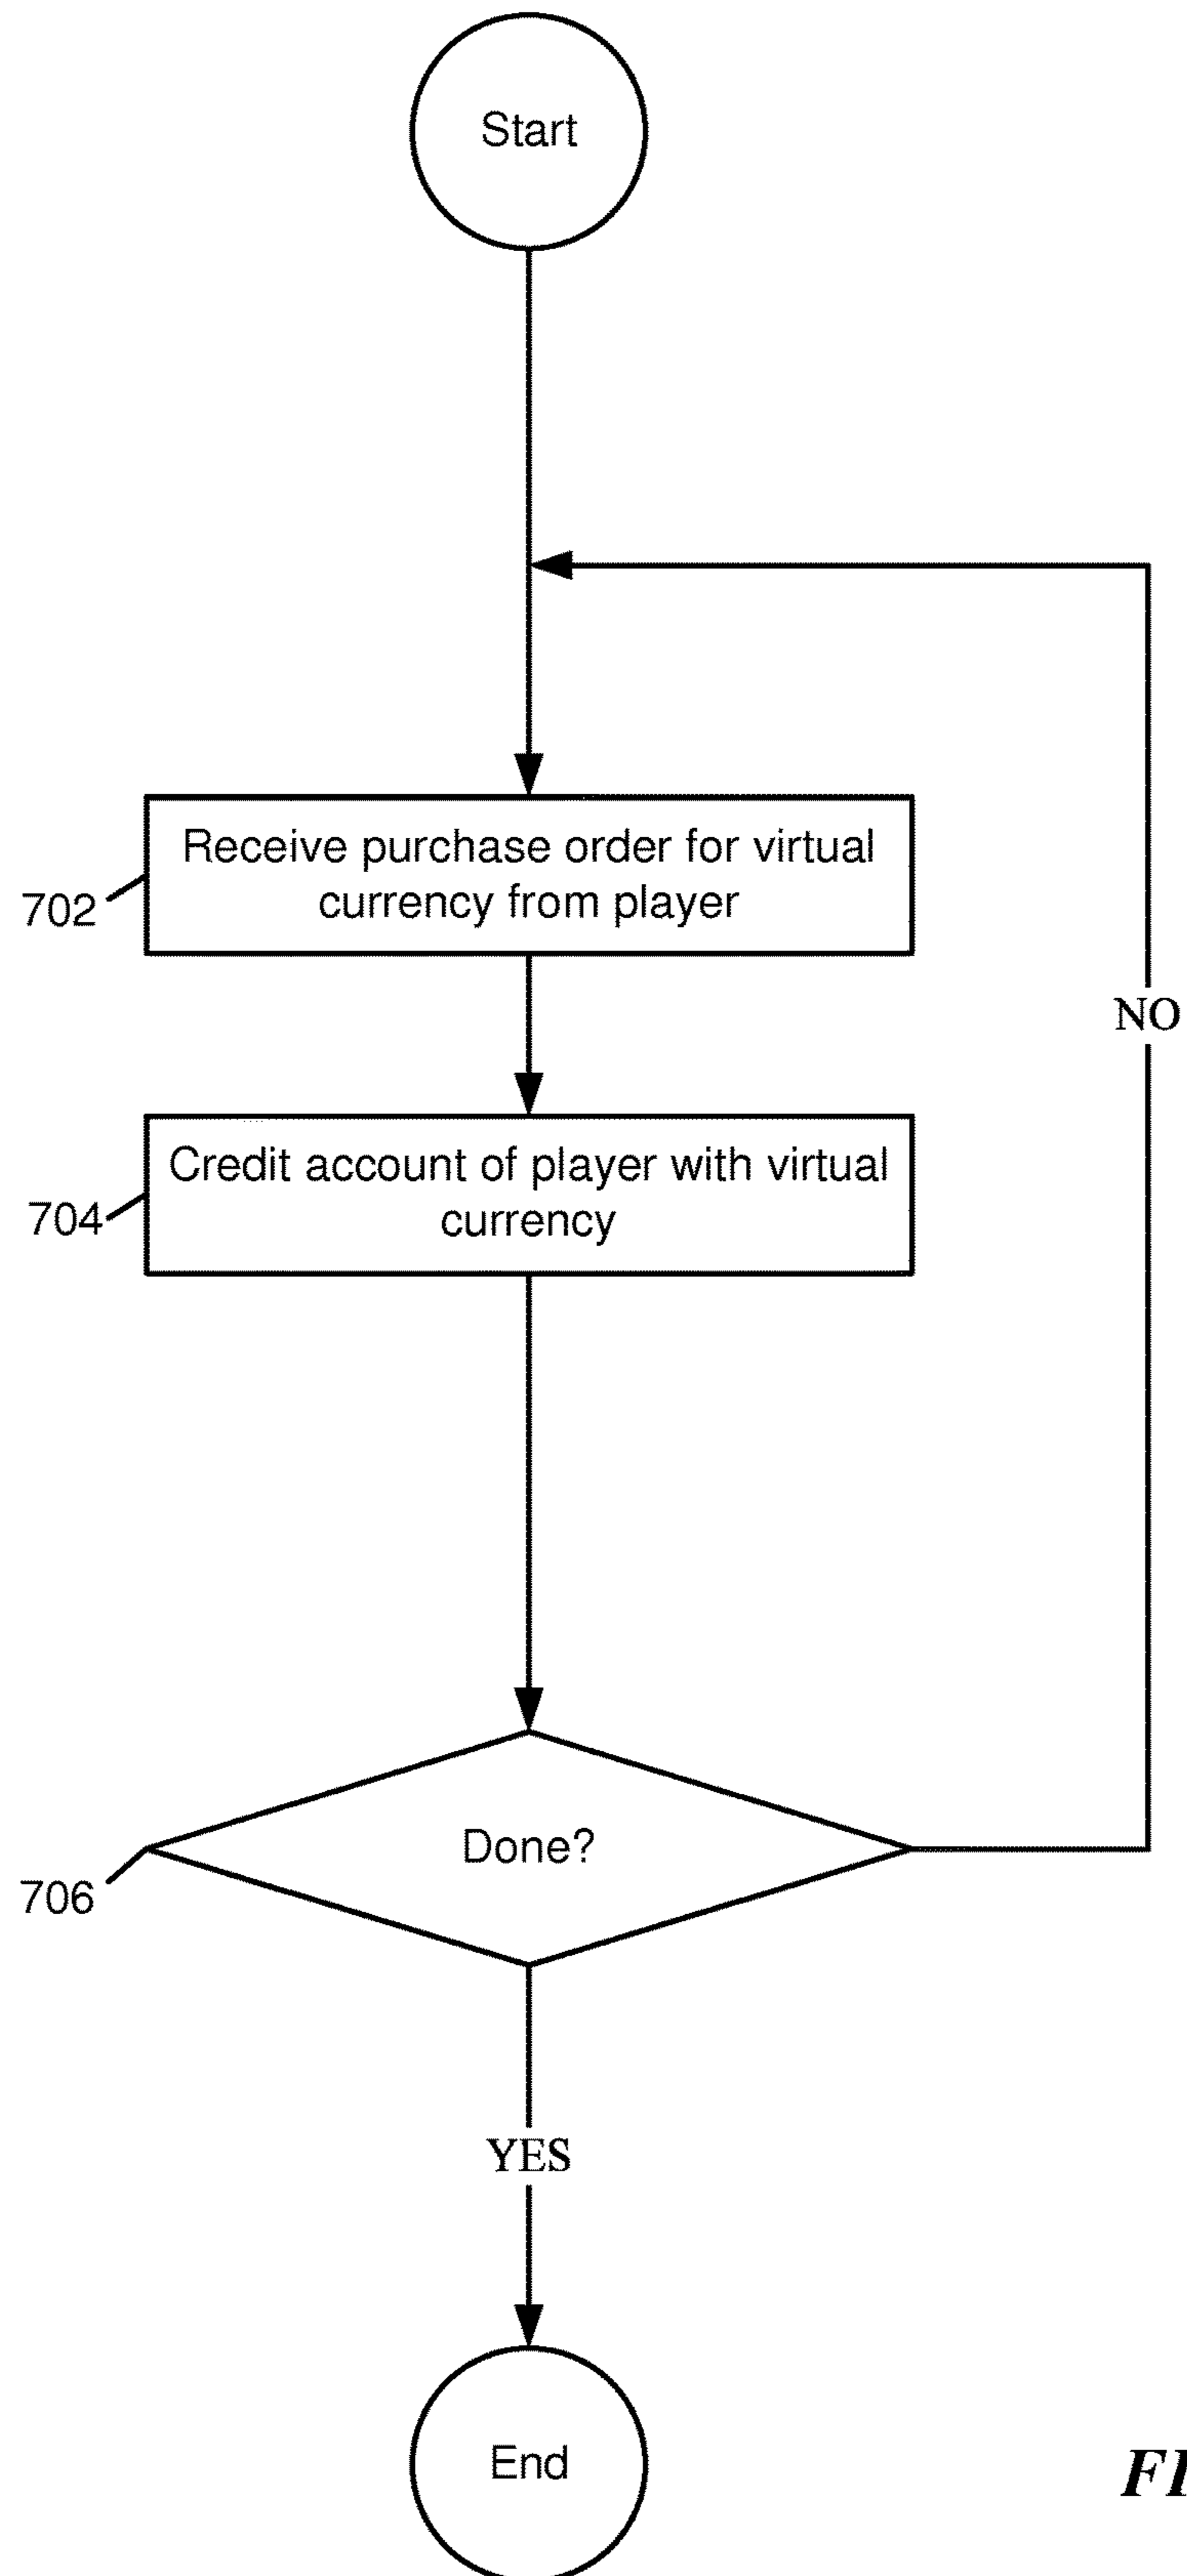 Start
Receive purchase order for virtual
currency from player
702
NO
Credit account of player with virtual
currency
704
Done?
706
YES
End